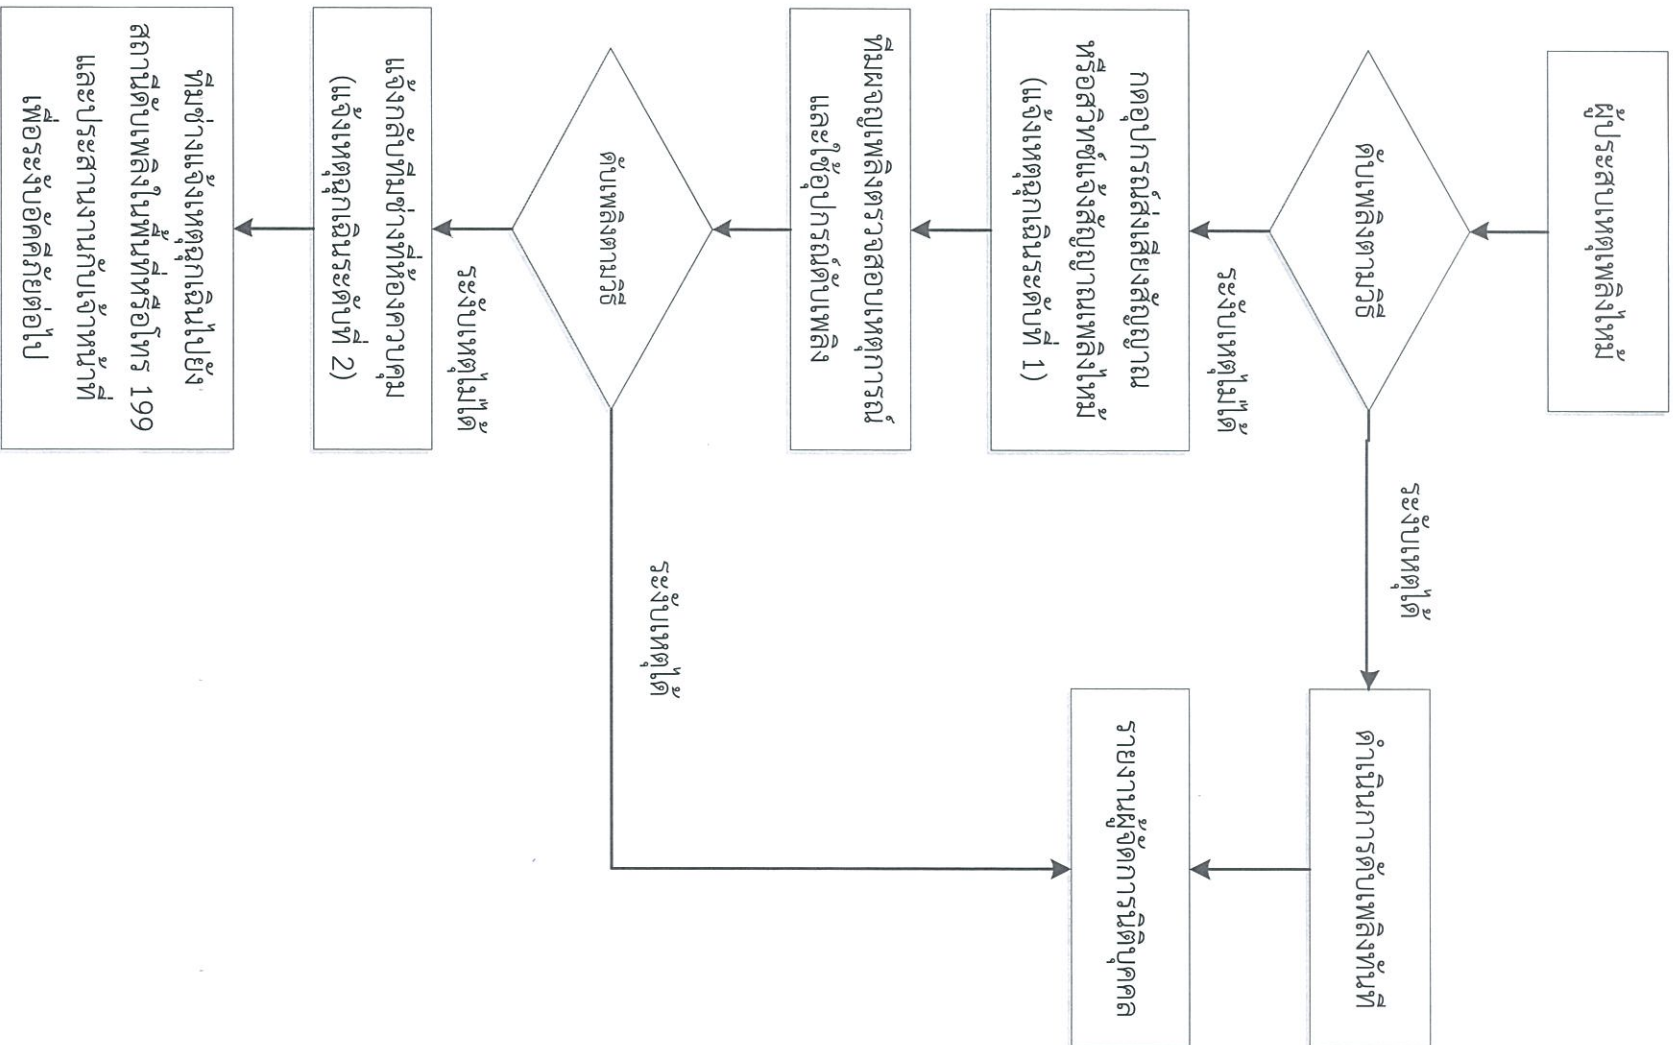 ผู้ประสบเหตุเพลิงไหม้
ดับเพลิงตามวิธี
ระงับเหตุได้
ดำเนินการดับเพลิงทันที
ระงับเหตุไม่ได้
กดอุปกรณ์ส่งเสียงสัญญาณ
หรือสวิทช์แจ้งสัญญาณเพลิงไหม้
(แจ้งเหตุฉุกเฉินระดับที่ 1)
รายงานผู้จัดการนิติบุคคล
ทีมผจญเพลิงตรวจสอบเหตุการณ์
และใช้อุปกรณ์ดับเพลิง
ดับเพลิงตามวิธี
ระงับเหตุได้
ระงับเหตุไม่ได้
แจ้งกลับทีมช่างที่ห้องควบคุม
(แจ้งเหตุฉุกเฉินระดับที่ 2)
ทีมช่างแจ้งเหตุฉุกเฉินไปยัง
สถานีดับเพลิงในพื้นที่หรือโทร 199
และประสานงานกับเจ้าหน้าที่
เพื่อระงับอัคคีภัยต่อไป